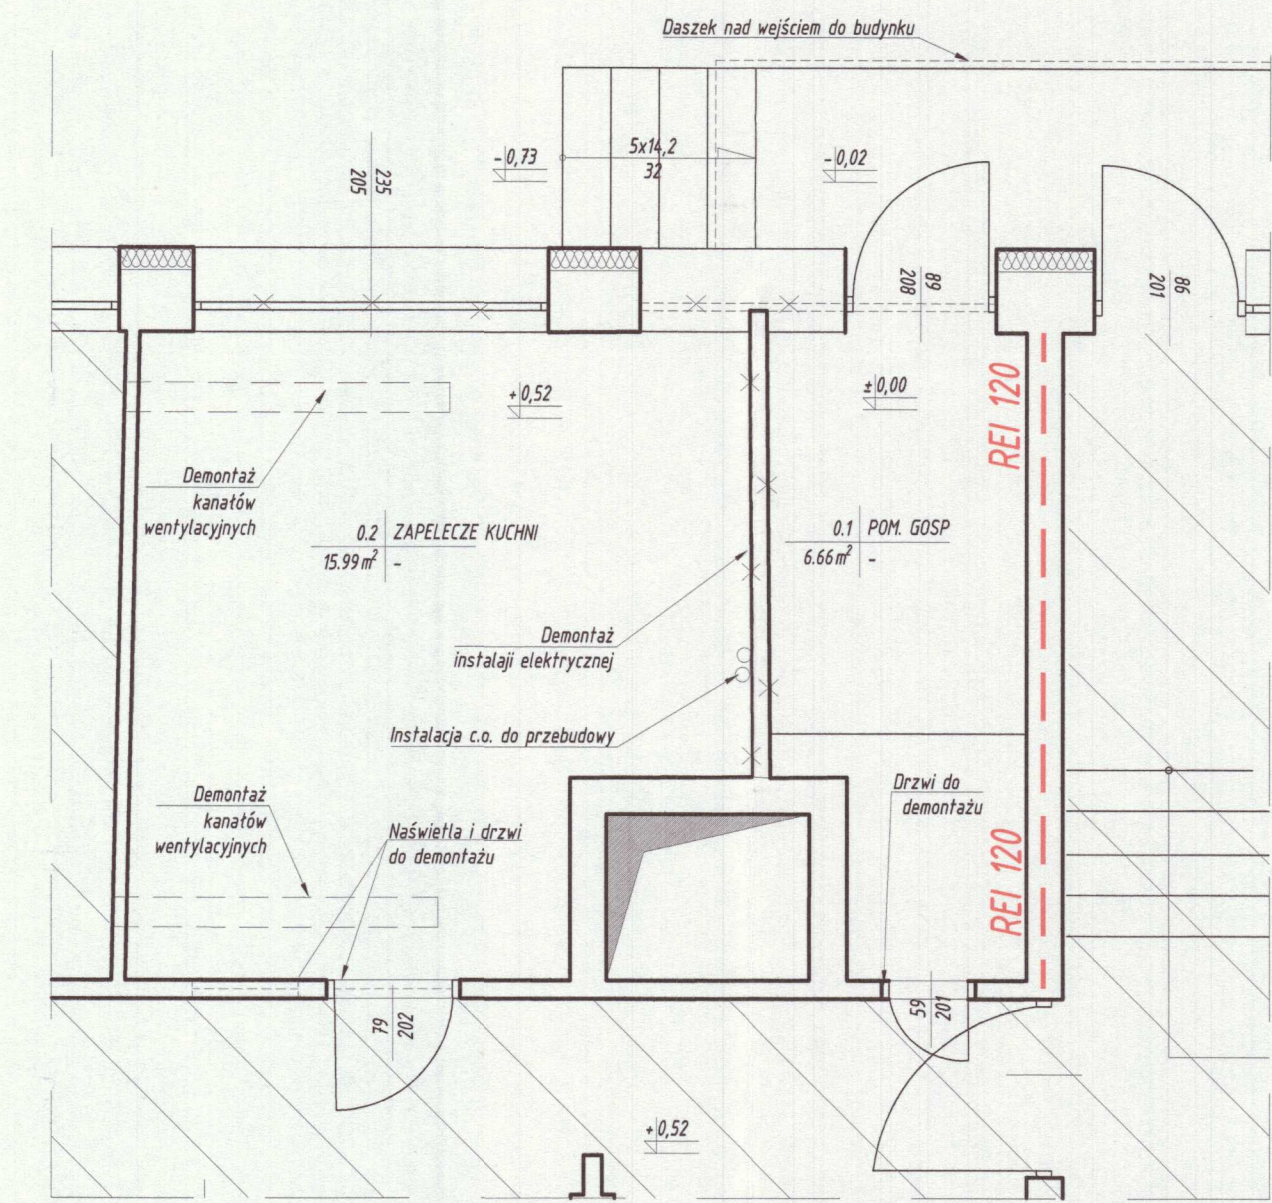 Daszek nad wejściem do budynku
-0,73
5x14,2
32
-0,02
235
205
89
208
86
201
+0,52
±0,00
REI 120
Demontaż
kanałów
wentylacyjnych
0.2 ZAPELECZE KUCHNI
15.99 m² -
0.1 POM. GOSP
6.66 m² -
Demontaż
instalaji elektrycznej
Instalacja c.o. do przebudowy
Demontaż
kanałów
wentylacyjnych
Naświetla i drzwi
do demontażu
Drzwi do
demontażu
REI 120
79
202
59
201
+0,52